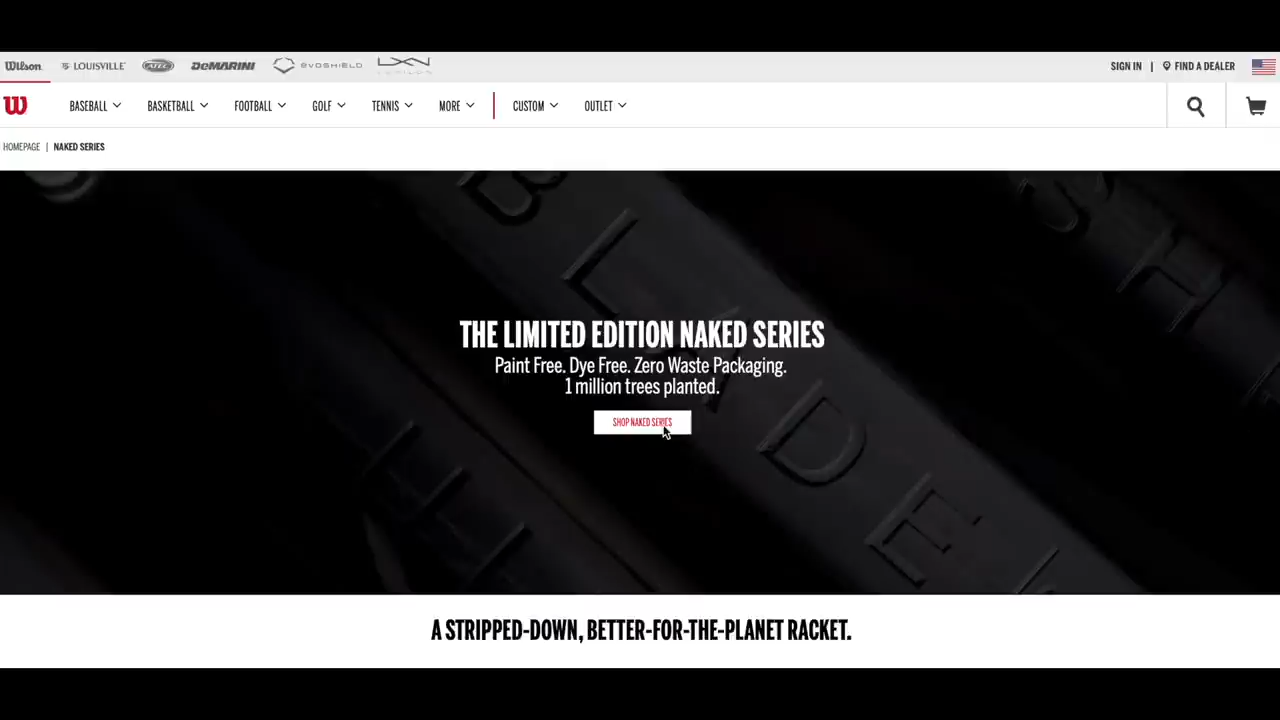 Wilson.
LOUISVILLE
ATEC
DeMARINI
EVOSHIELD
LXN
SIGN IN | FIND A DEALER
W
BASEBALL
BASKETBALL
FOOTBALL
GOLF
TENNIS
MORE
CUSTOM
OUTLET
HOMEPAGE | NAKED SERIES
BLADE
THE LIMITED EDITION NAKED SERIES
Paint Free. Dye Free. Zero Waste Packaging.
1 million trees planted.
SHOP NAKED SERIES
A STRIPPED-DOWN, BETTER-FOR-THE-PLANET RACKET.